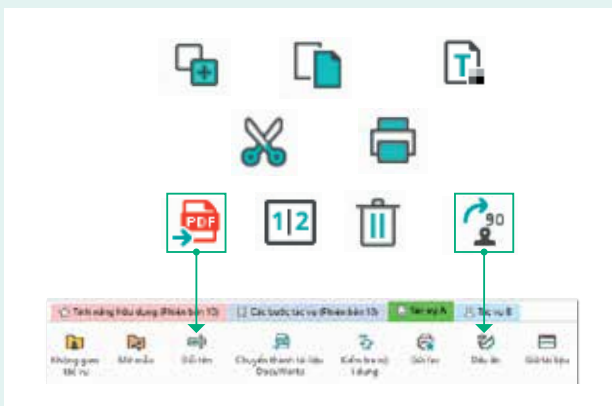 T
PDF
1|2
90
Tính năng hữu dụng (Phiên bản 10)
Các bước tác vụ (Phiên bản 10)
Tác vụ A
Tác vụ B
Không gian
tác vụ
Mở mẫu
Đổi tên
Chuyển thành tài liệu
DocuWorks
Kiểm tra nội
dung
Gửi fax
Dấu ấn
Gửi tài liệu